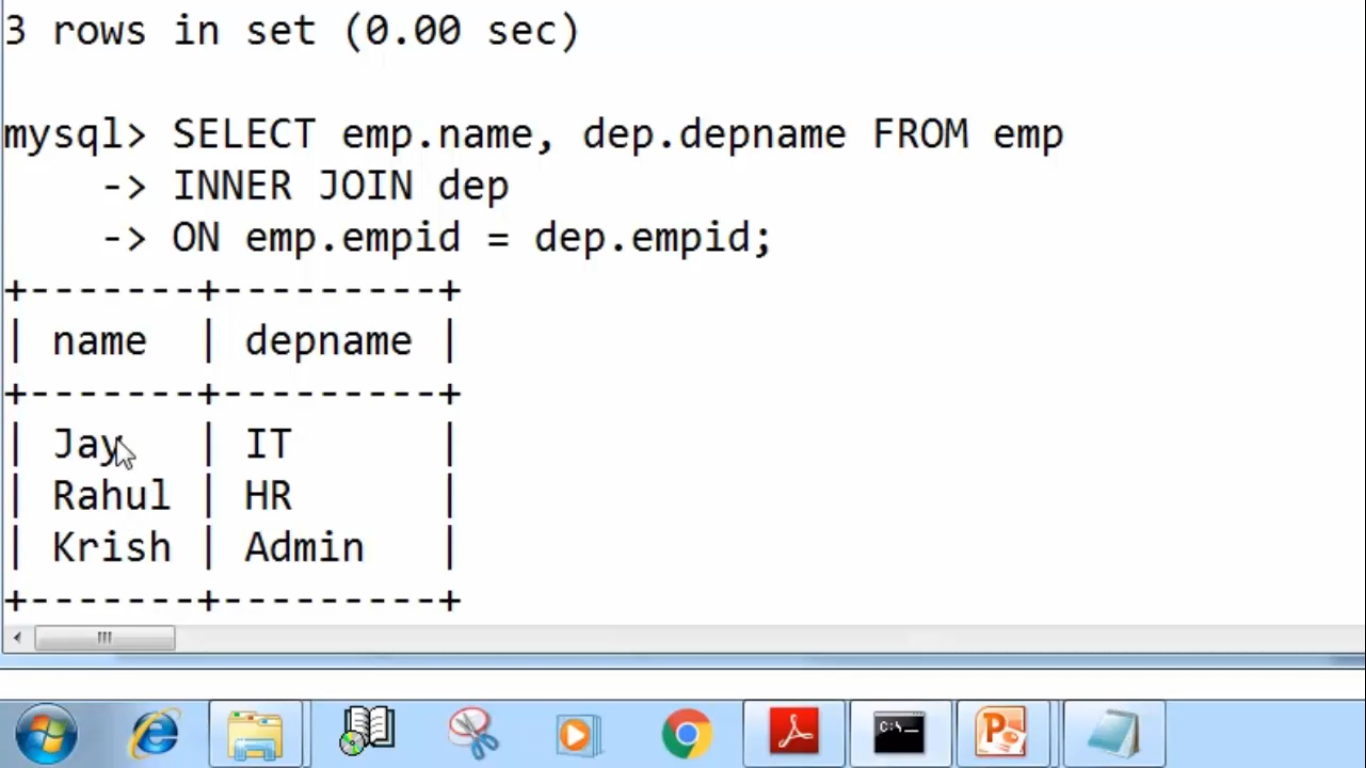 3 rows in set (0.00 sec)
mysql> SELECT emp.name, dep.depname FROM emp
    -> INNER JOIN dep
    -> ON emp.empid = dep.empid;
+-------+---------+
| name  | depname |
+-------+---------+
| Jay   | IT      |
| Rahul | HR      |
| Krish | Admin   |
+-------+---------+